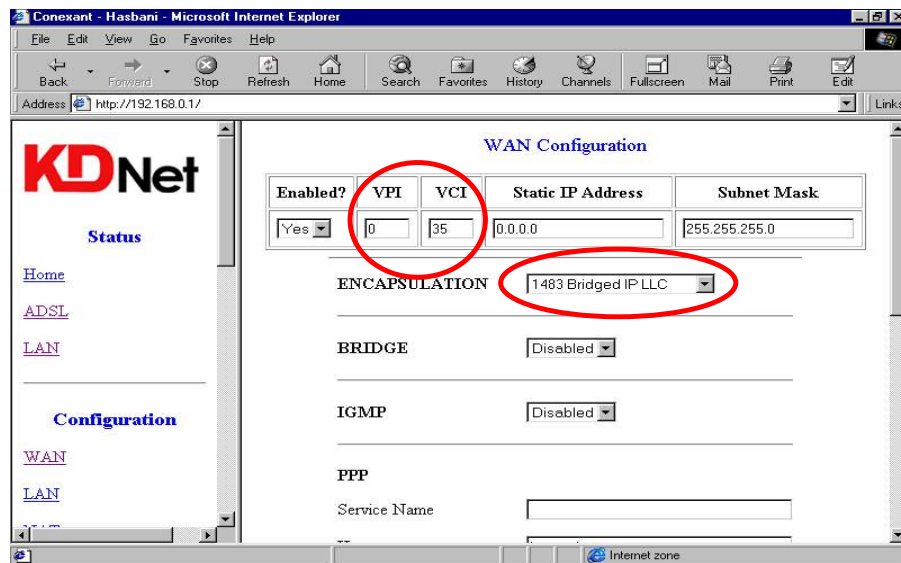 Conexant - Hasbani - Microsoft Internet Explorer
File Edit View Go Favorites Help
Back Forward Stop Refresh Home Search Favorites History Channels Fullscreen Mail Print Edit
Address http://192.168.0.1/ Links
KDNet
Status
Home
ADSL
LAN
Configuration
WAN
LAN
WAN Configuration
Enabled? VPI VCI Static IP Address Subnet Mask
Yes 0 35 0.0.0.0 255.255.255.0
ENCAPSULATION 1483 Bridged IP LLC
BRIDGE Disabled
IGMP Disabled
PPP
Service Name
Internet zone